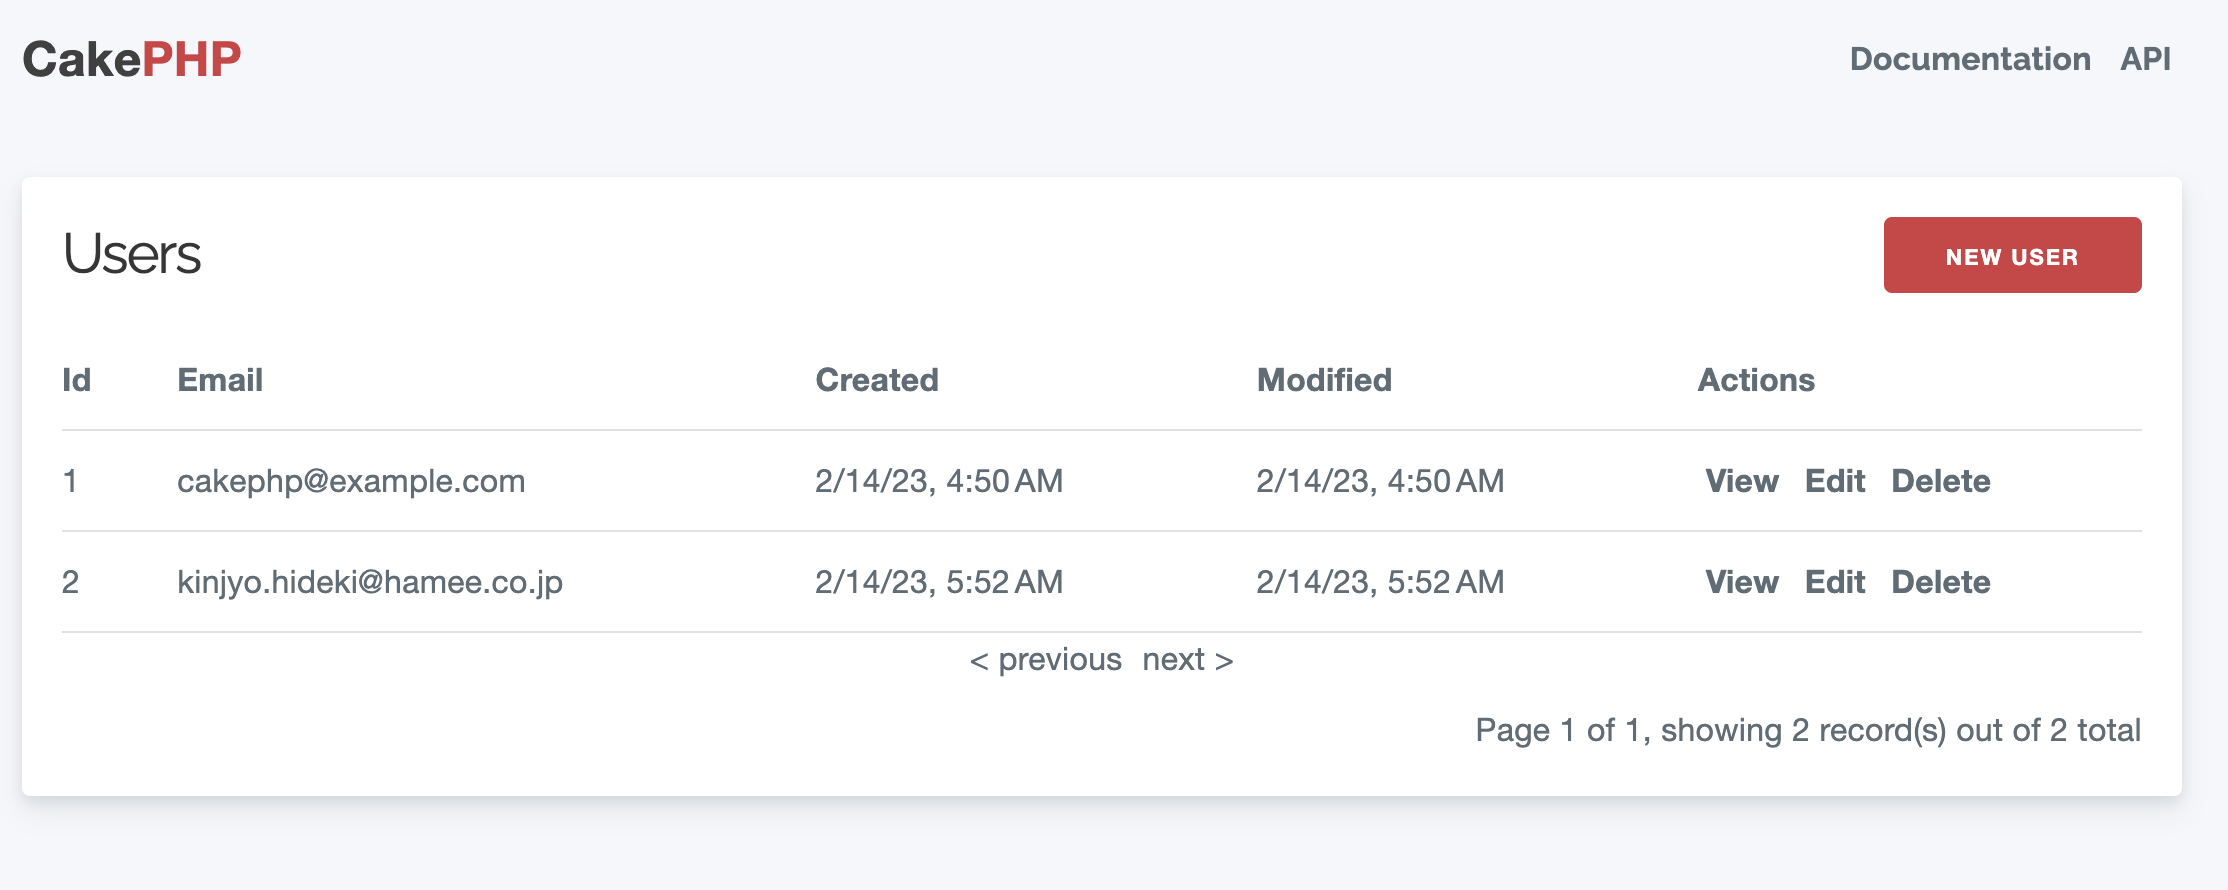 CakePHP Documentation API
Users NEW USER
Id Email Created Modified Actions
1 cakephp@example.com 2/14/23, 4:50 AM 2/14/23, 4:50 AM View Edit Delete
2 kinjyo.hideki@hamee.co.jp 2/14/23, 5:52 AM 2/14/23, 5:52 AM View Edit Delete
< previous next >
Page 1 of 1, showing 2 record(s) out of 2 total